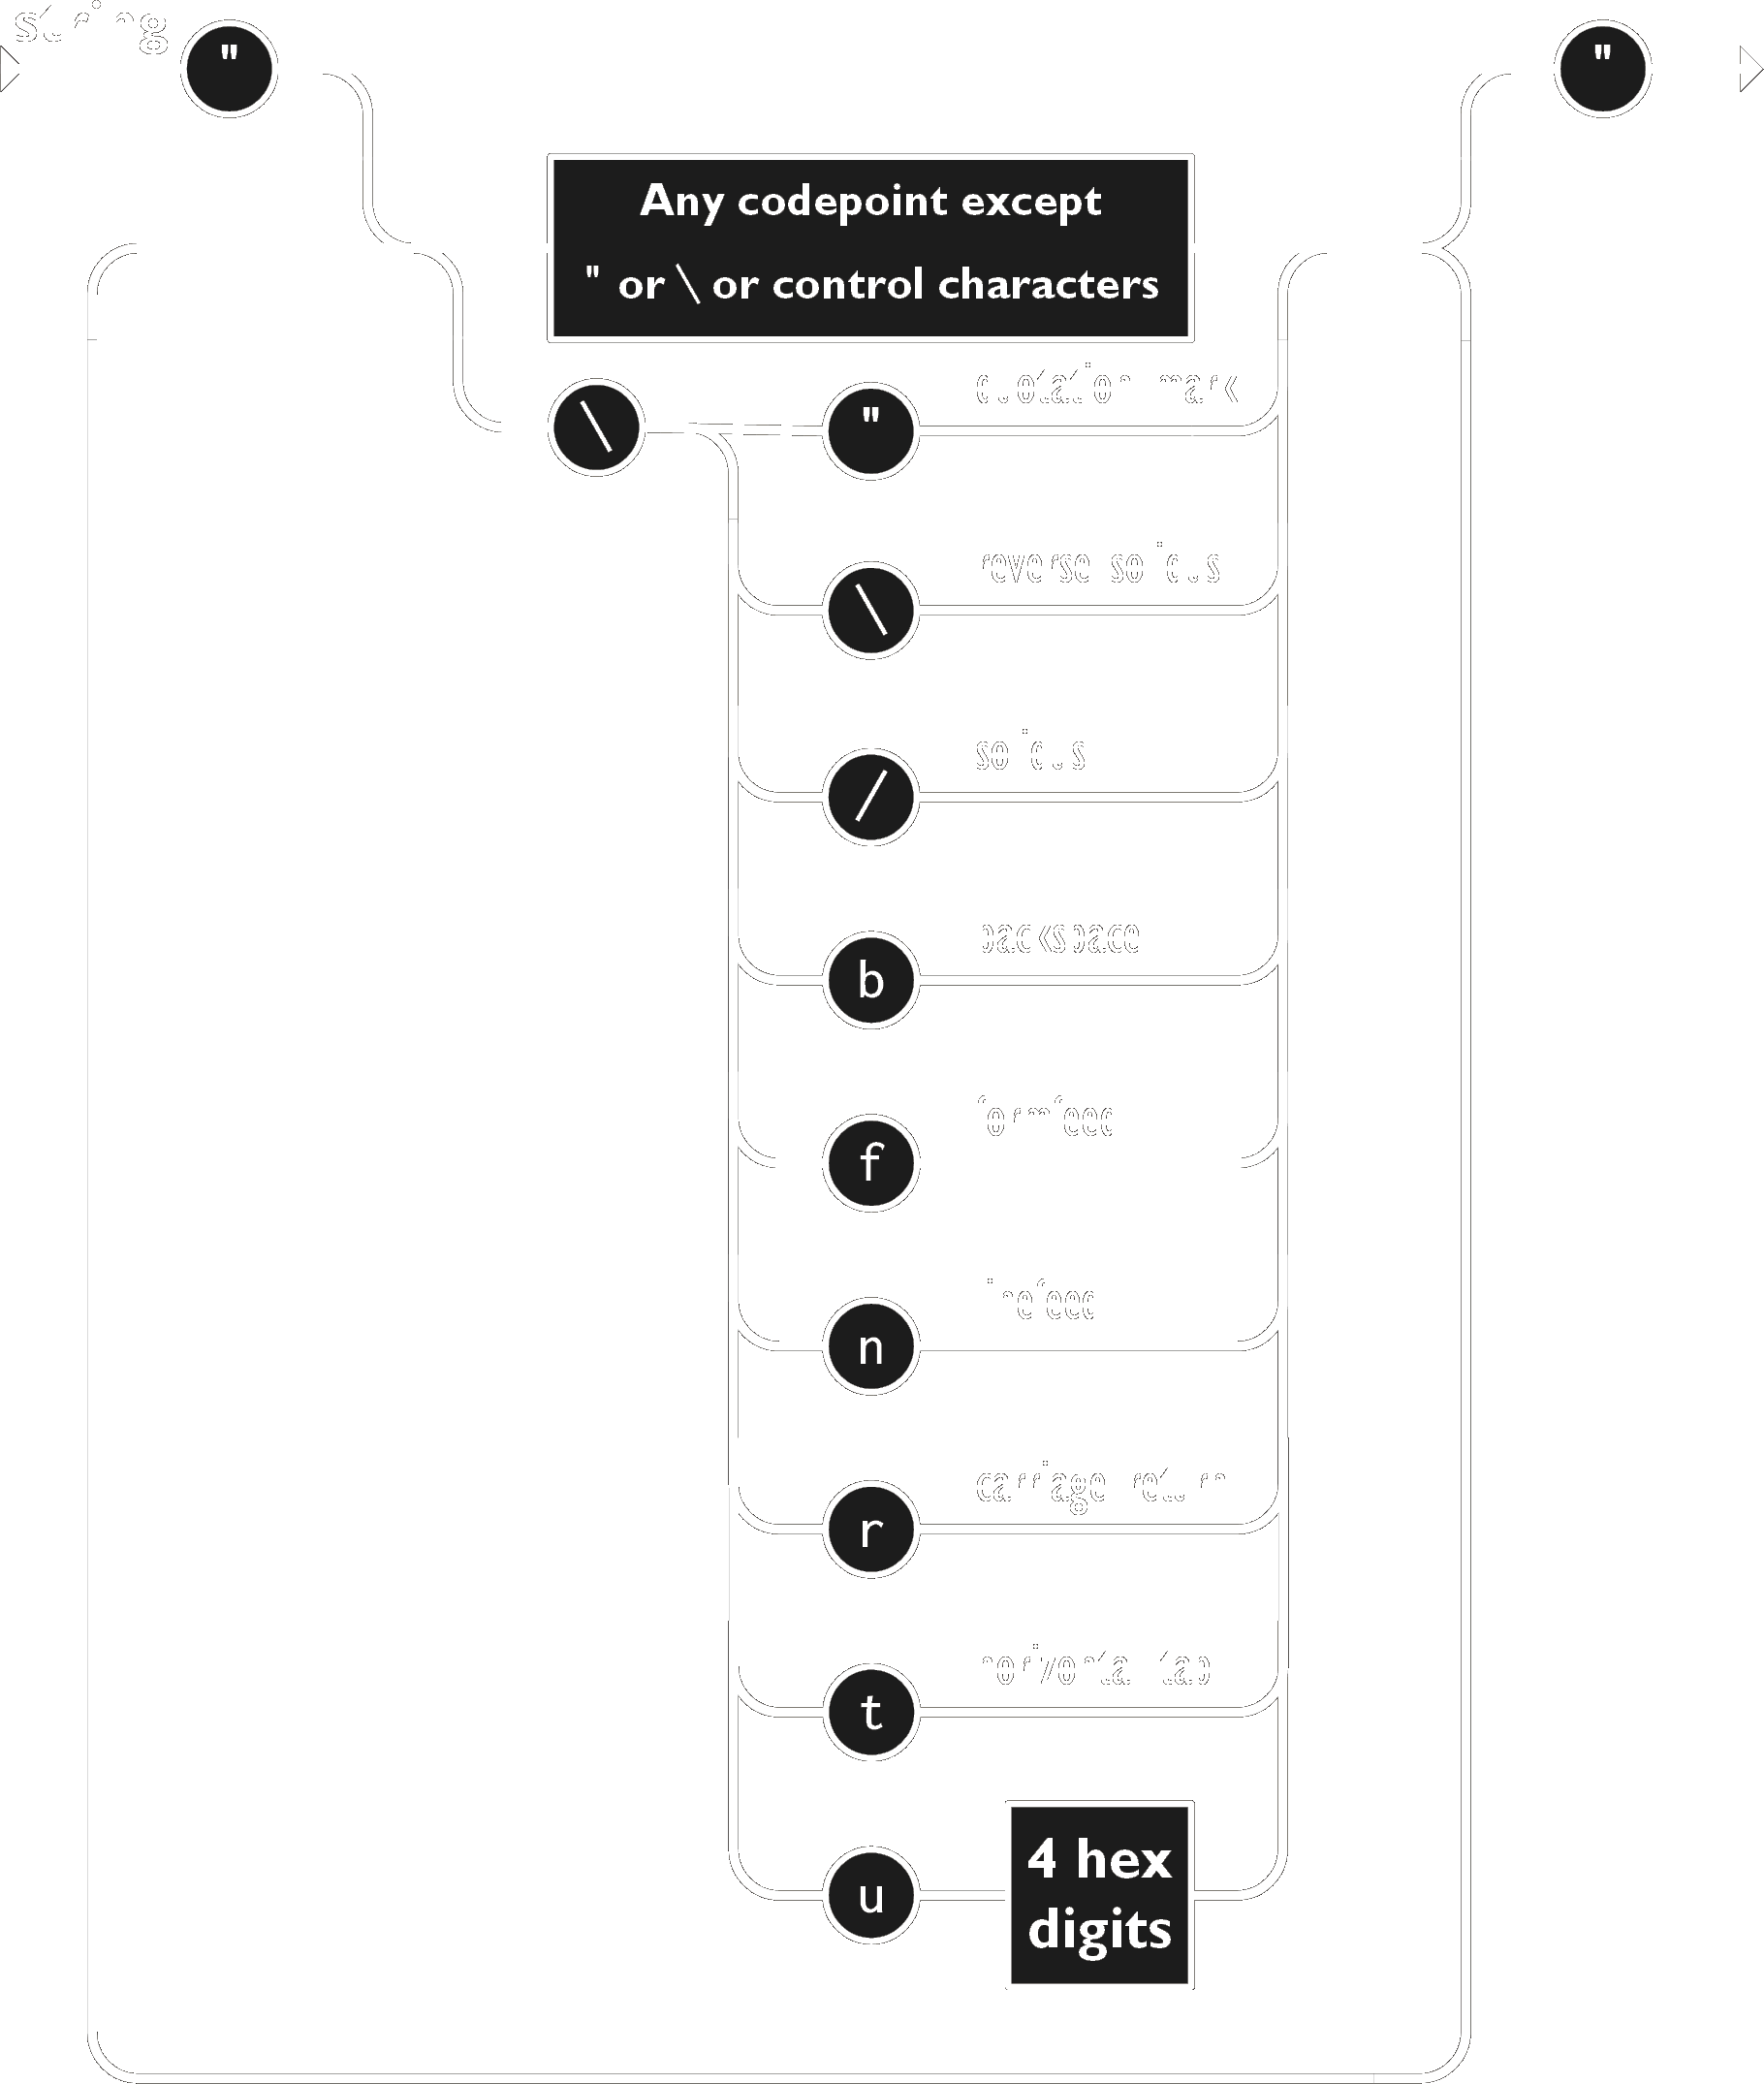 string
" "
Any codepoint except
" or \ or control characters
\ " quotation mark
\ reverse solidus
/ solidus
b backspace
f formfeed
n linefeed
r carriage return
t horizontal tab
u 4 hex
digits